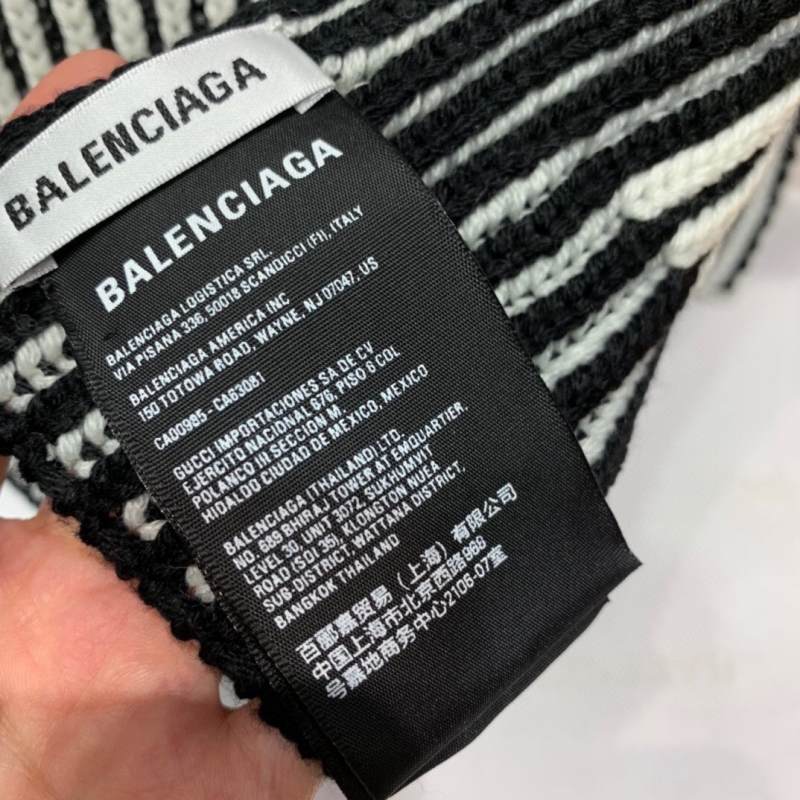 BALENCIAGA
BALENCIAGA
BALENCIAGA LOGISTICA SRL
VIA PISANA 336, 50018 SCANDICCI (FI), ITALY
BALENCIAGA AMERICA INC
150 TOTOWA ROAD, WAYNE, NJ 07047, US
CA00985 - CA63081
GUCCI IMPORTACIONES SA DE CV
EJERCITO NACIONAL 676, PISO 6 COL
POLANCO III SECCION M.
HIDALDO CIUDAD DE MEXICO, MEXICO
BALENCIAGA (THAILAND) LTD.
NO. 689 BHIRAJ TOWER AT EMQUARTIER,
LEVEL 30, UNIT 3072, SUKHUMVIT
ROAD (SOI 35), KLONGTON NUEA
SUB-DISTRICT, WATTANA DISTRICT,
BANGKOK THAILAND
百郦嘉贸易（上海）有限公司
中国上海市北京西路968
号嘉地商务中心2106-07室